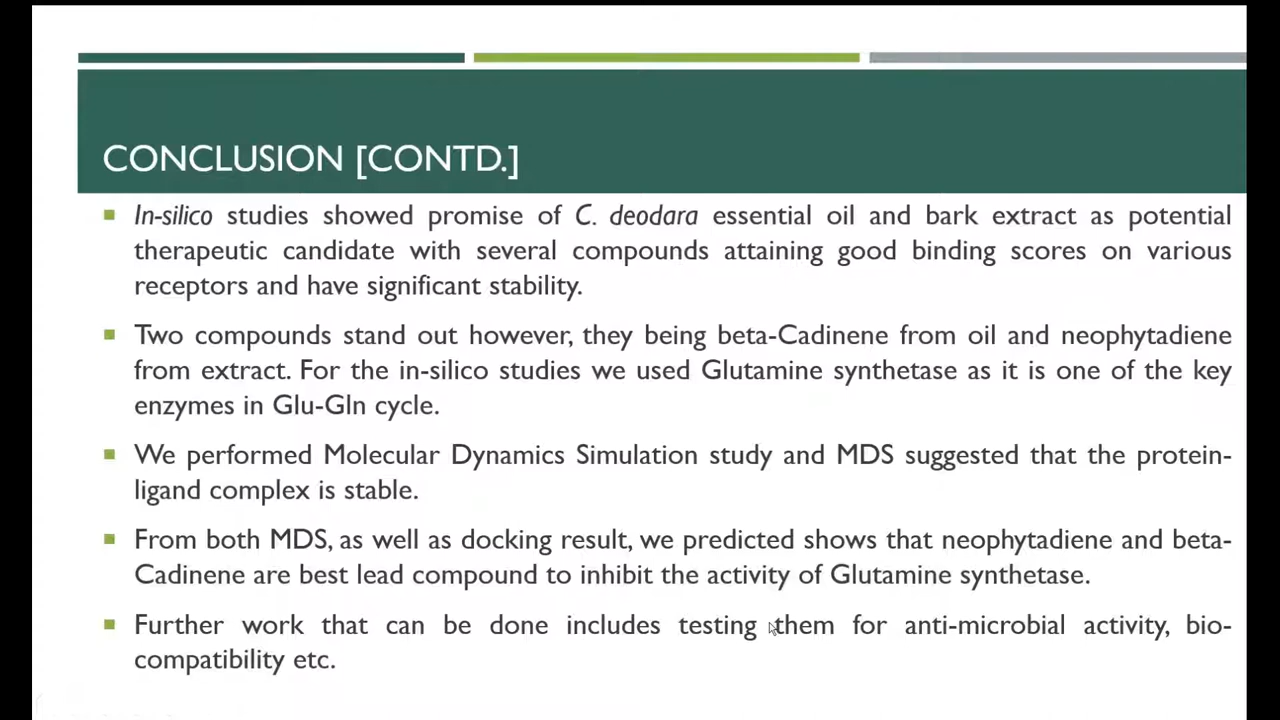 CONCLUSION [CONTD.]
In-silico studies showed promise of C. deodara essential oil and bark extract as potential
therapeutic candidate with several compounds attaining good binding scores on various
receptors and have significant stability.
Two compounds stand out however, they being beta-Cadinene from oil and neophytadiene
from extract. For the in-silico studies we used Glutamine synthetase as it is one of the key
enzymes in Glu-Gln cycle.
We performed Molecular Dynamics Simulation study and MDS suggested that the protein-
ligand complex is stable.
From both MDS, as well as docking result, we predicted shows that neophytadiene and beta-
Cadinene are best lead compound to inhibit the activity of Glutamine synthetase.
Further work that can be done includes testing them for anti-microbial activity, bio-
compatibility etc.